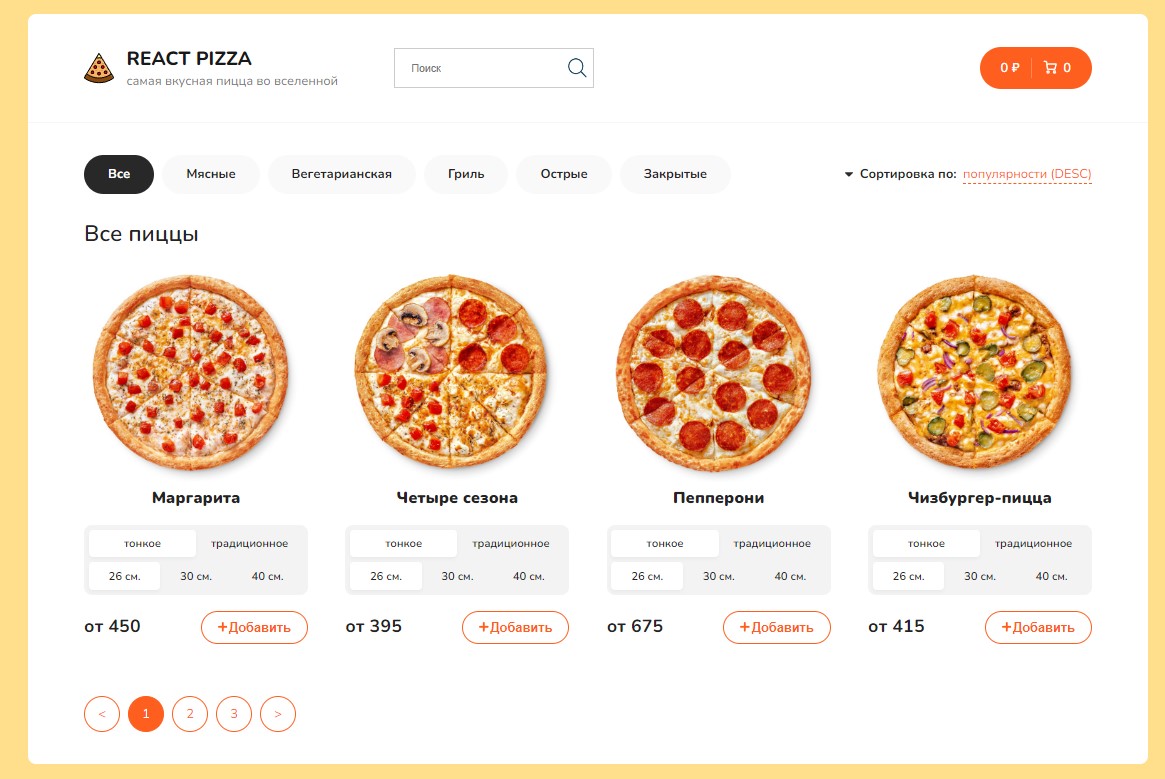 REACT PIZZA
самая вкусная пицца во вселенной
Поиск
0 ₽ 0
Все Мясные Вегетарианская Гриль Острые Закрытые
Сортировка по: популярности (DESC)
Все пиццы
Маргарита Четыре сезона Пепперони Чизбургер-пицца
тонкое традиционное тонкое традиционное тонкое традиционное тонкое традиционное
26 см. 30 см. 40 см. 26 см. 30 см. 40 см. 26 см. 30 см. 40 см. 26 см. 30 см. 40 см.
от 450 +Добавить от 395 +Добавить от 675 +Добавить от 415 +Добавить
< 1 2 3 >